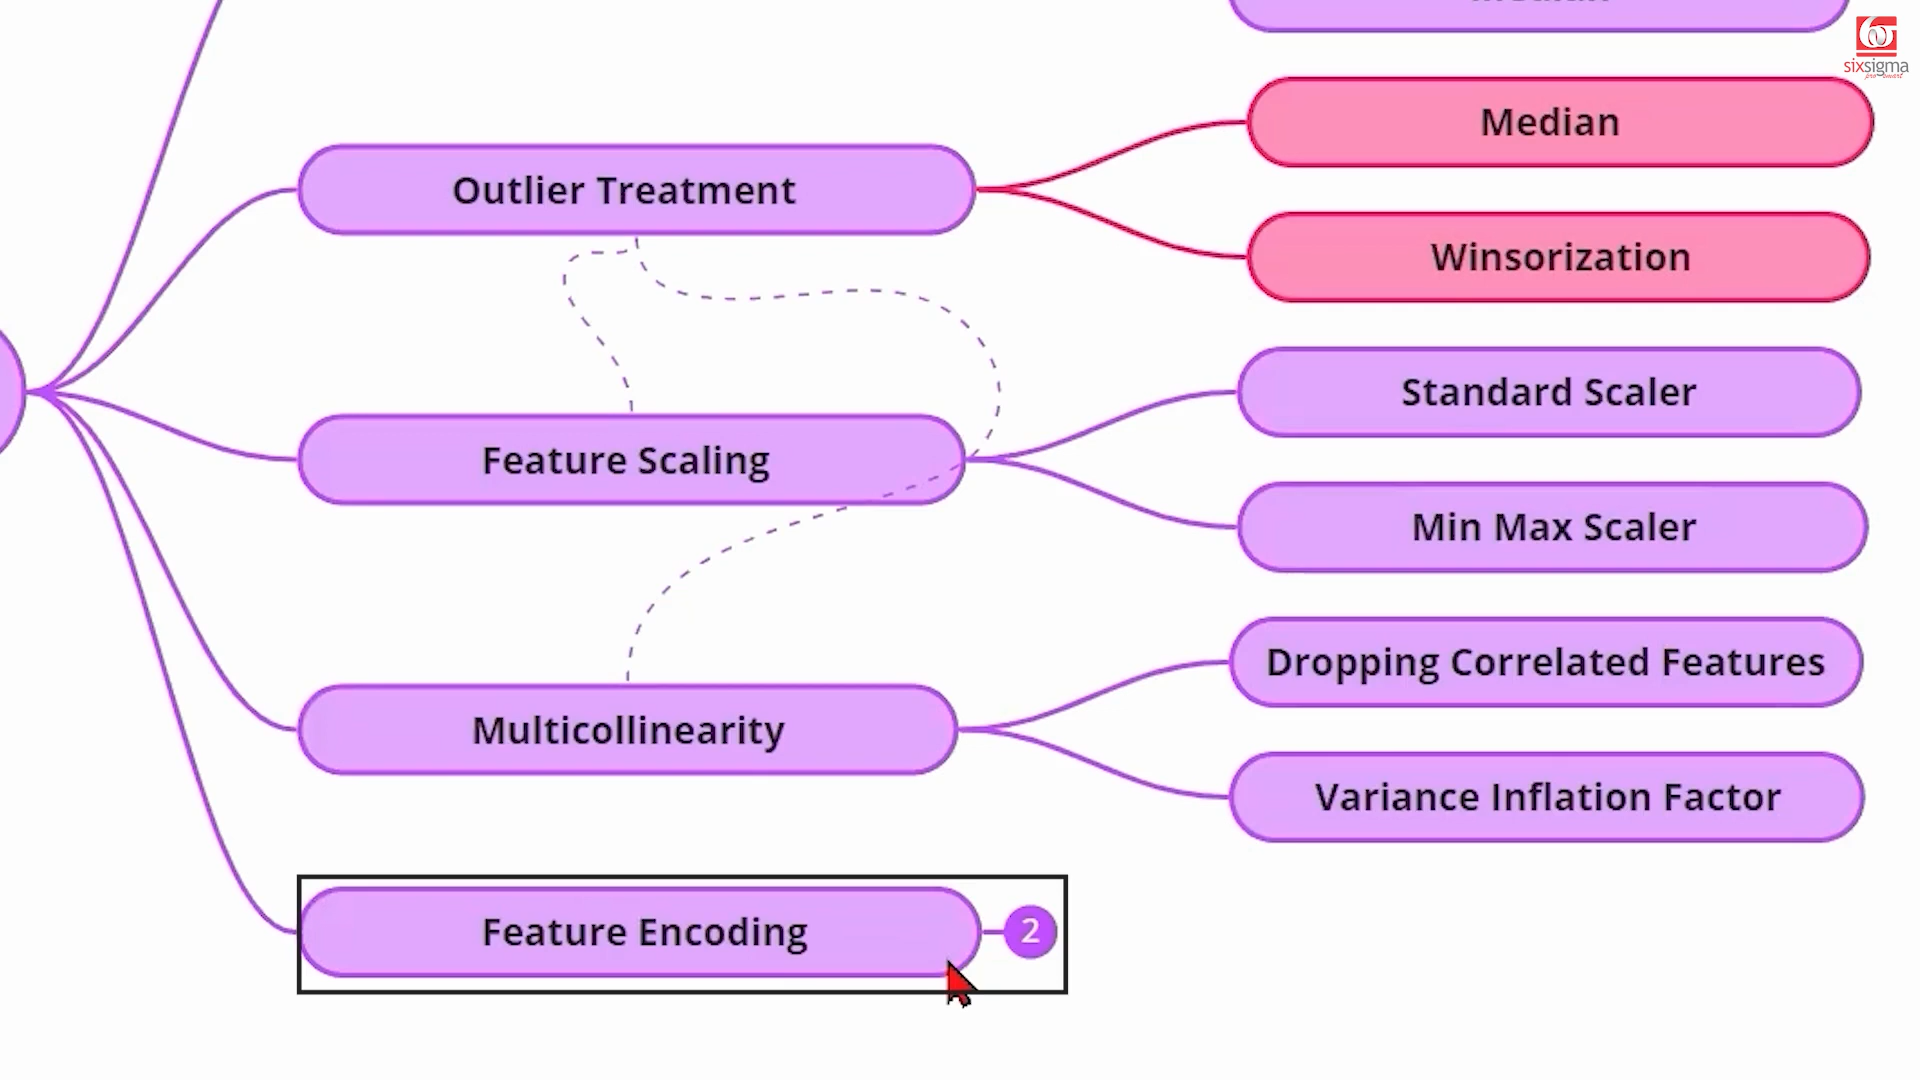 sixsigma
Median
Outlier Treatment
Winsorization
Standard Scaler
Feature Scaling
Min Max Scaler
Dropping Correlated Features
Multicollinearity
Variance Inflation Factor
Feature Encoding
2